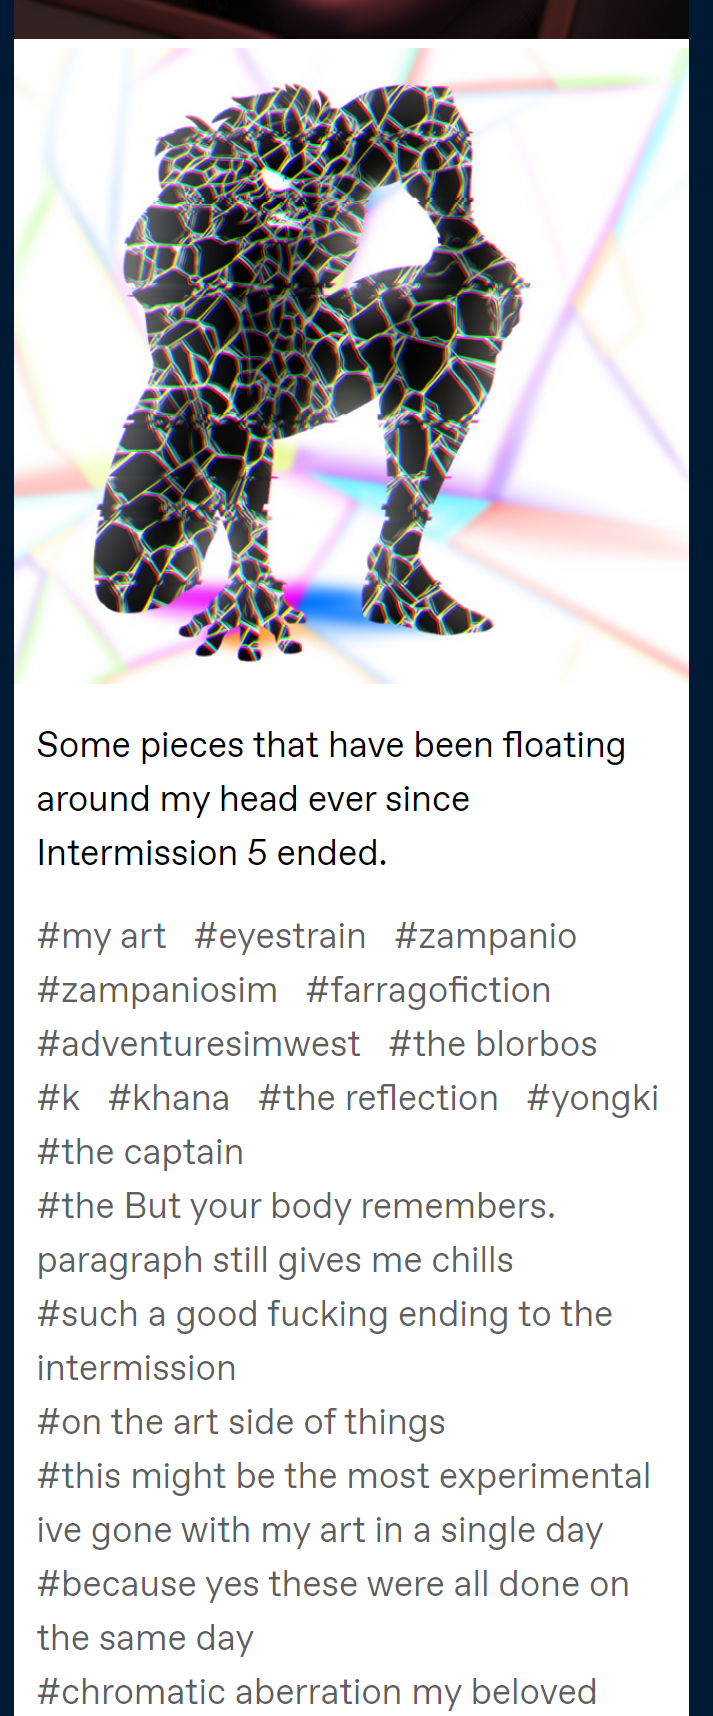 Some pieces that have been floating
around my head ever since
Intermission 5 ended.
#my art #eyestrain #zampanio
#zampaniosim #farragofiction
#adventuresimwest #the blorbos
#k #khana #the reflection #yongki
#the captain
#the But your body remembers.
paragraph still gives me chills
#such a good fucking ending to the
intermission
#on the art side of things
#this might be the most experimental
ive gone with my art in a single day
#because yes these were all done on
the same day
#chromatic aberration my beloved